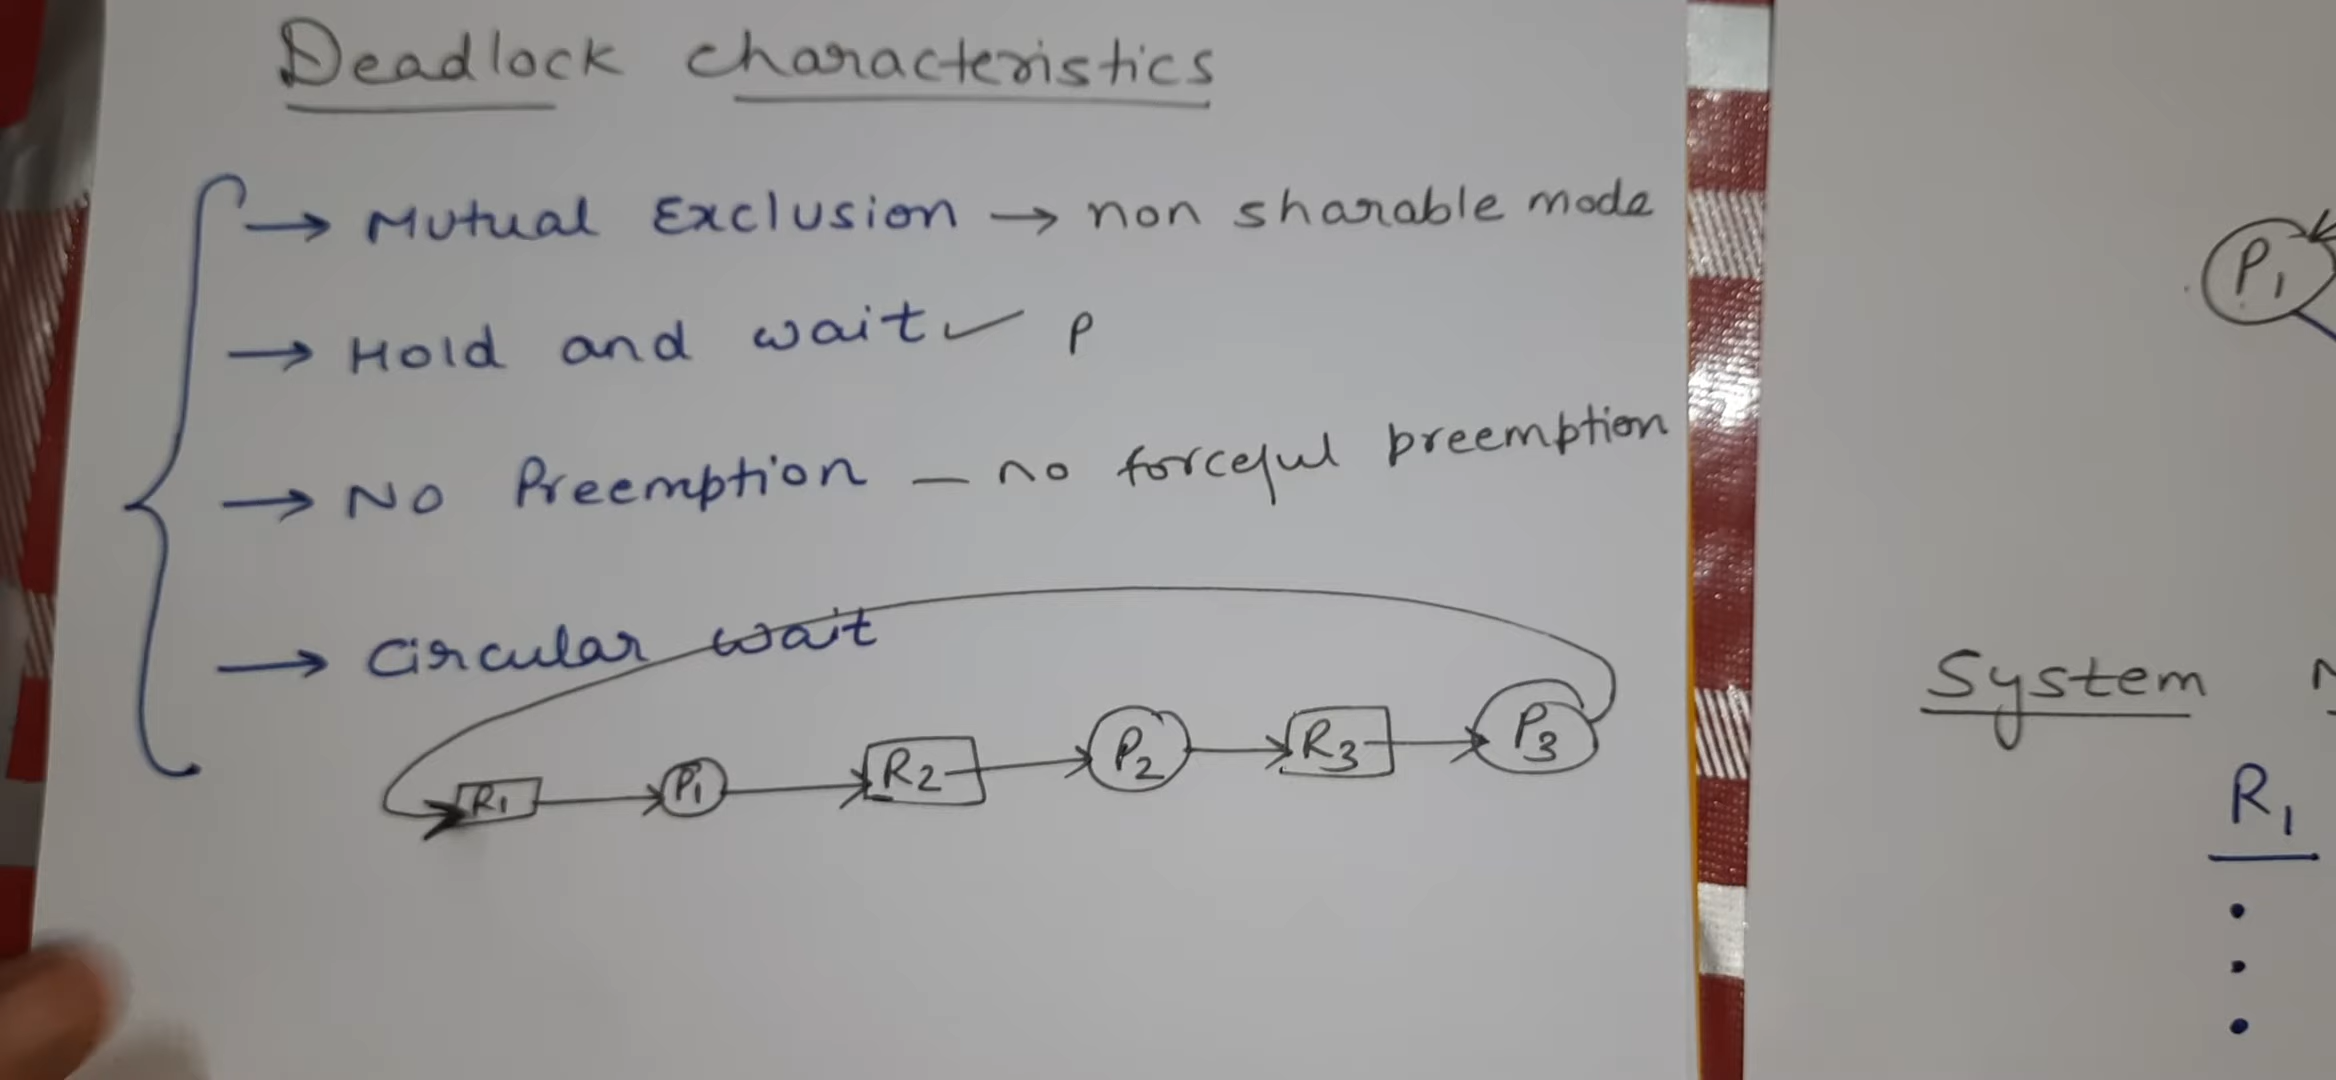 Deadlock characteristics
→ Mutual Exclusion → non sharable mode
→ Hold and wait ✓ P
→ No Preemption — no forceful preemption
→ Circular wait
R1 → P1 → R2 → P2 → R3 → P3
P1
System
R1